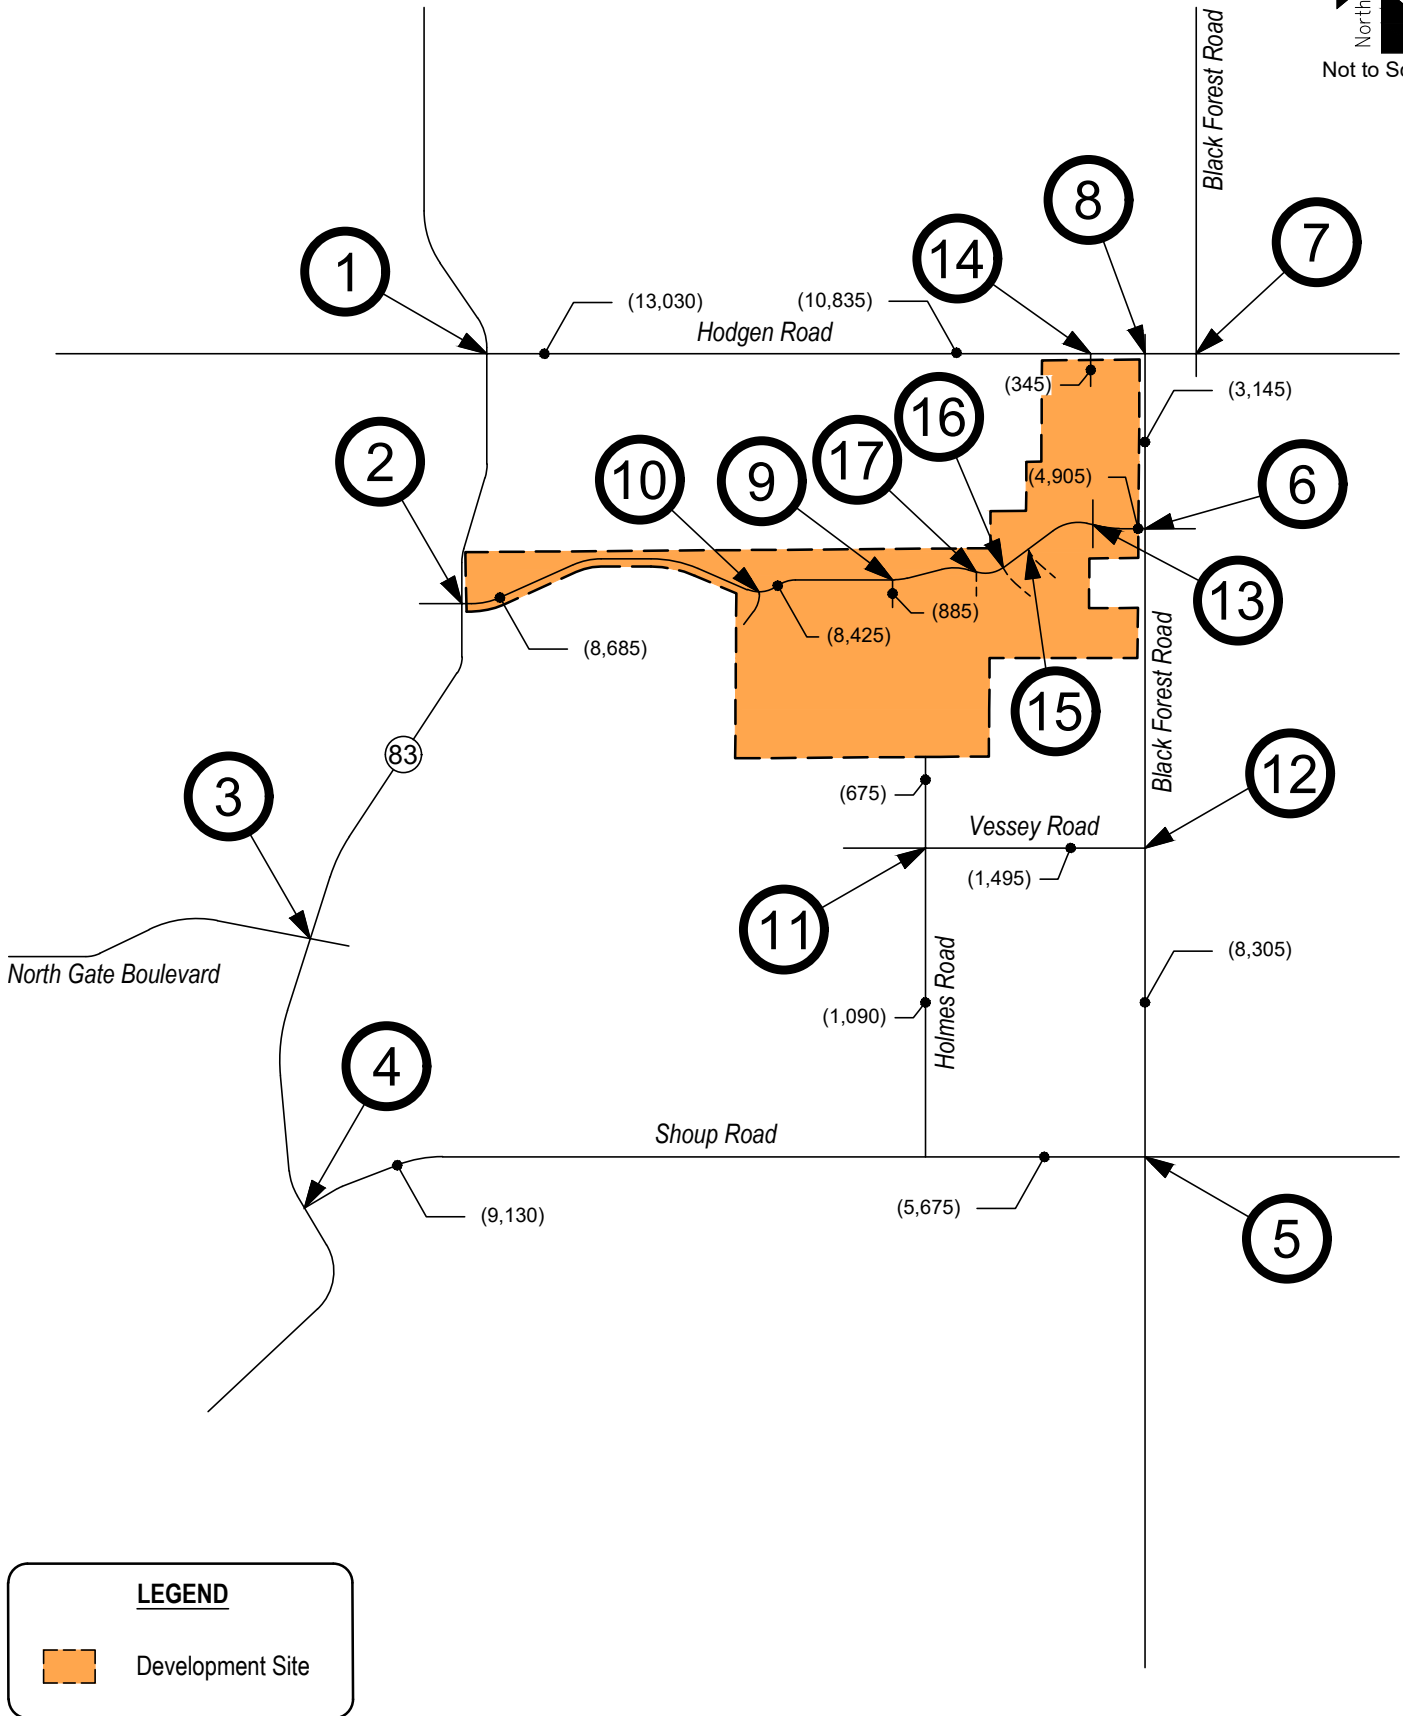 North
Not to Sc
Black Forest Road
8
14
7
1
(13,030)
(10,835)
Hodgen Road
(345)
(3,145)
16
17
2
10
9
(4,905)
6
13
(885)
(8,425)
(8,685)
15
Black Forest Road
83
3
(675)
12
Vessey Road
(1,495)
11
North Gate Boulevard
(8,305)
Holmes Road
(1,090)
4
Shoup Road
(9,130)
(5,675)
5
LEGEND
Development Site